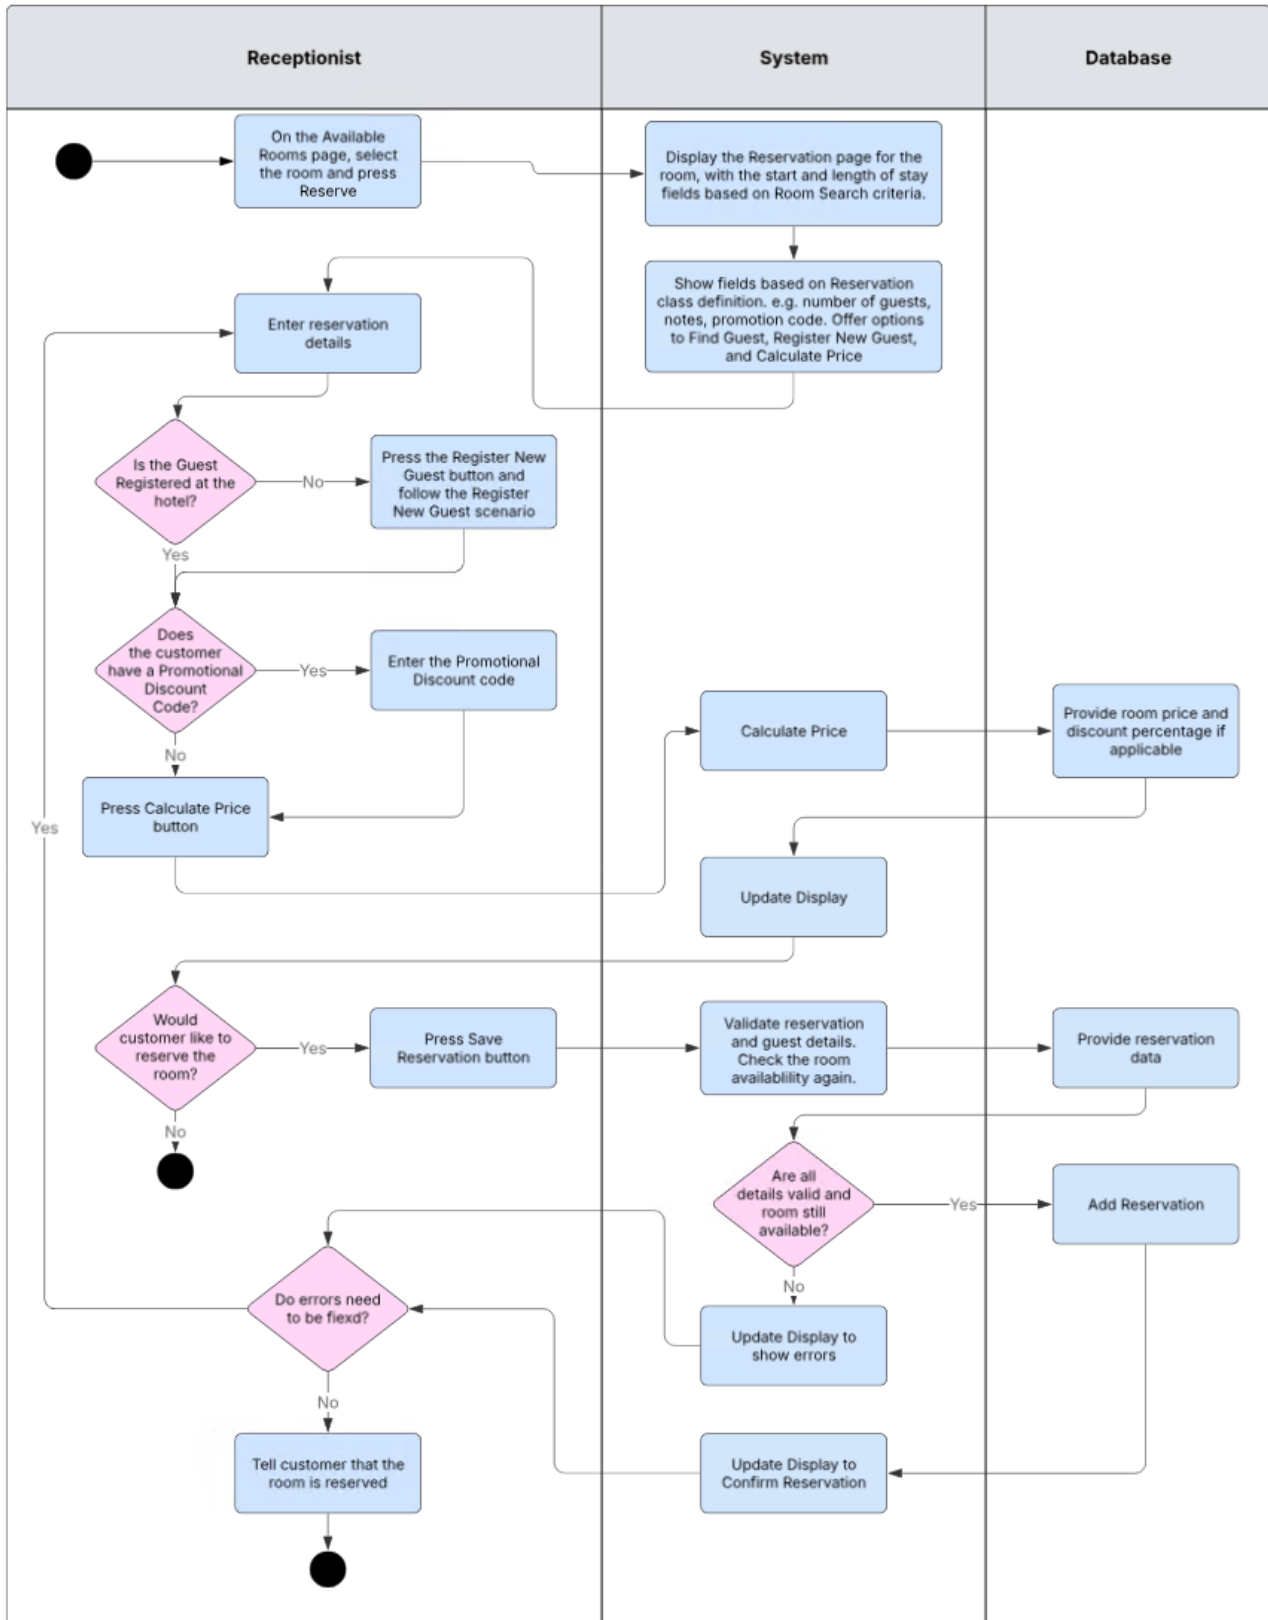 Receptionist
System
Database
On the Available
Rooms page, select
the room and press
Reserve
Display the Reservation page for the
room, with the start and length of stay
fields based on Room Search criteria.
Show fields based on Reservation
class definition. e.g. number of guests,
notes, promotion code. Offer options
to Find Guest, Register New Guest,
and Calculate Price
Enter reservation
details
Is the Guest
Registered at the
hotel?
No
Press the Register New
Guest button and
follow the Register
New Guest scenario
Yes
Does
the customer
have a Promotional
Discount
Code?
Yes
Enter the Promotional
Discount code
No
Press Calculate Price
button
Calculate Price
Provide room price and
discount percentage if
applicable
Yes
Update Display
Would
customer like to
reserve the
room?
Yes
Press Save
Reservation button
Validate reservation
and guest details.
Check the room
availablility again.
Provide reservation
data
No
Are all
details valid and
room still
available?
Yes
Add Reservation
No
Do errors need
to be fiexd?
Update Display to
show errors
No
Tell customer that the
room is reserved
Update Display to
Confirm Reservation